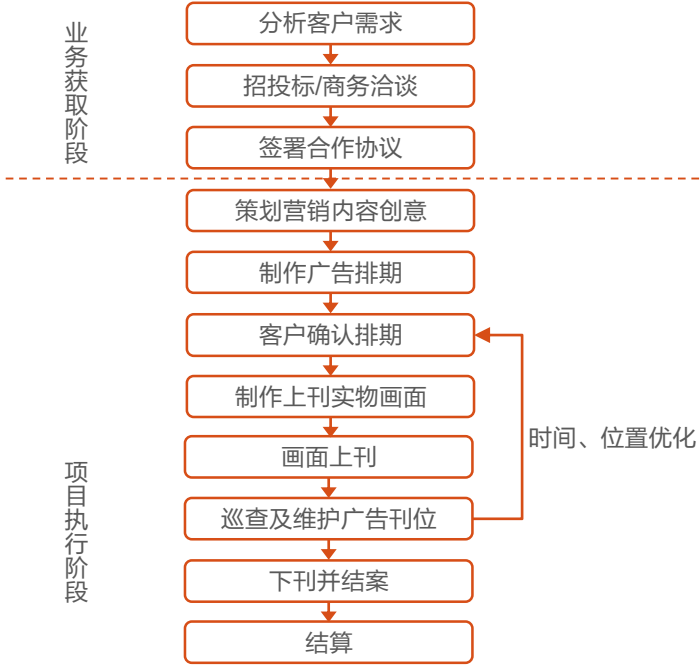 业务获取阶段
分析客户需求
招投标/商务洽谈
签署合作协议
项目执行阶段
策划营销内容创意
制作广告排期
客户确认排期
制作上刊实物画面
画面上刊
巡查及维护广告刊位
时间、位置优化
下刊并结案
结算